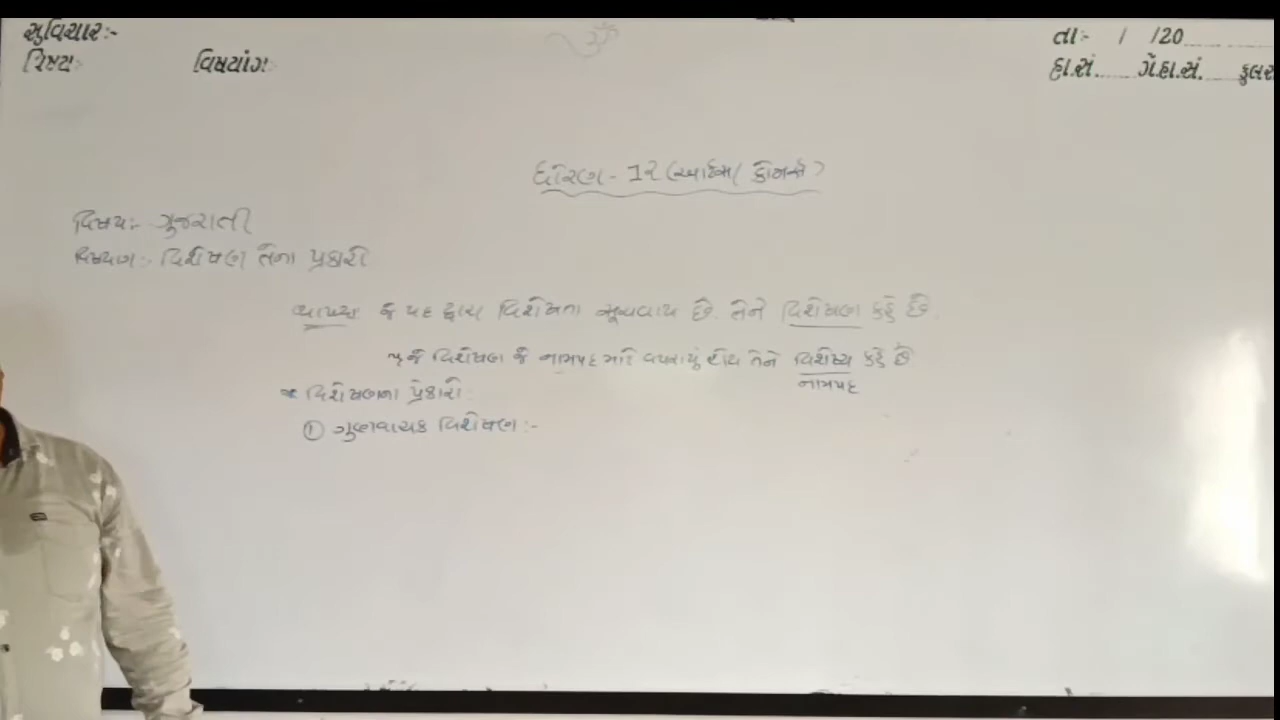 સુવિચારઃ- તાઃ- / /20
વિષયઃ વિષયાંગઃ હા.સં. ગે.હા.સં. કુલ
ૐ
ધોરણ - 12 (આર્ટસ/ કોમર્સ)
વિષયઃ- ગુજરાતી
વિષયાંગઃ- વિશેષણ તેના પ્રકારો
વ્યાખ્યા જે પદ દ્વારા વિશેષતા સૂચવાય છે. તેને વિશેષણ કહે છે.
* જે વિશેષણ જે નામપદ માટે વપરાયું હોય તેને વિશેષ્ય કહે છે
નામપદ
* વિશેષણના પ્રકારો:
① ગુણવાચક વિશેષણ :-